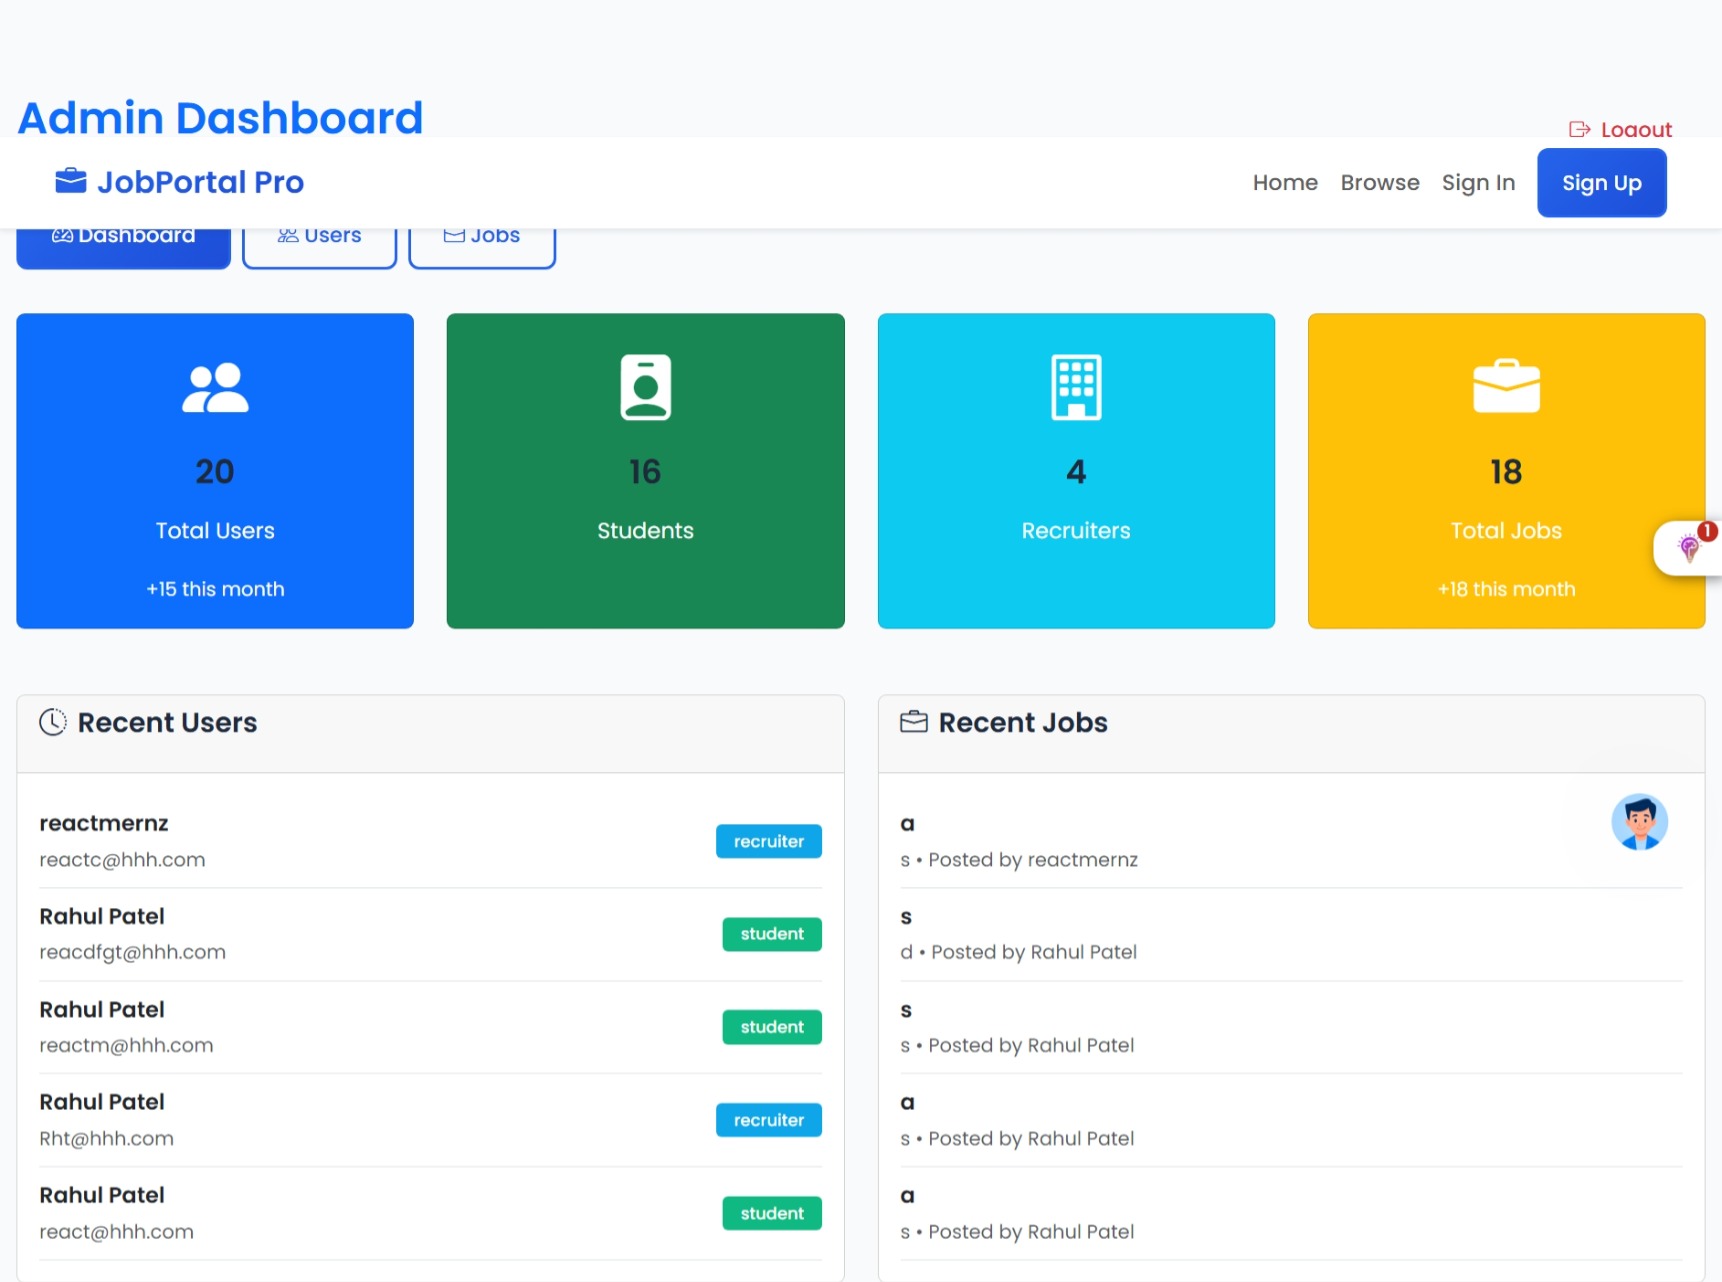 Admin Dashboard
Logout
JobPortal Pro
Home Browse Sign In Sign Up
Dashboard Users Jobs
20
Total Users
+15 this month
16
Students
4
Recruiters
18
Total Jobs
+18 this month
1
Recent Users
reactmernz
reactc@hhh.com
recruiter
Rahul Patel
reacdfgt@hhh.com
student
Rahul Patel
reactm@hhh.com
student
Rahul Patel
Rht@hhh.com
recruiter
Rahul Patel
react@hhh.com
student
Recent Jobs
a
s • Posted by reactmernz
s
d • Posted by Rahul Patel
s
s • Posted by Rahul Patel
a
s • Posted by Rahul Patel
a
s • Posted by Rahul Patel